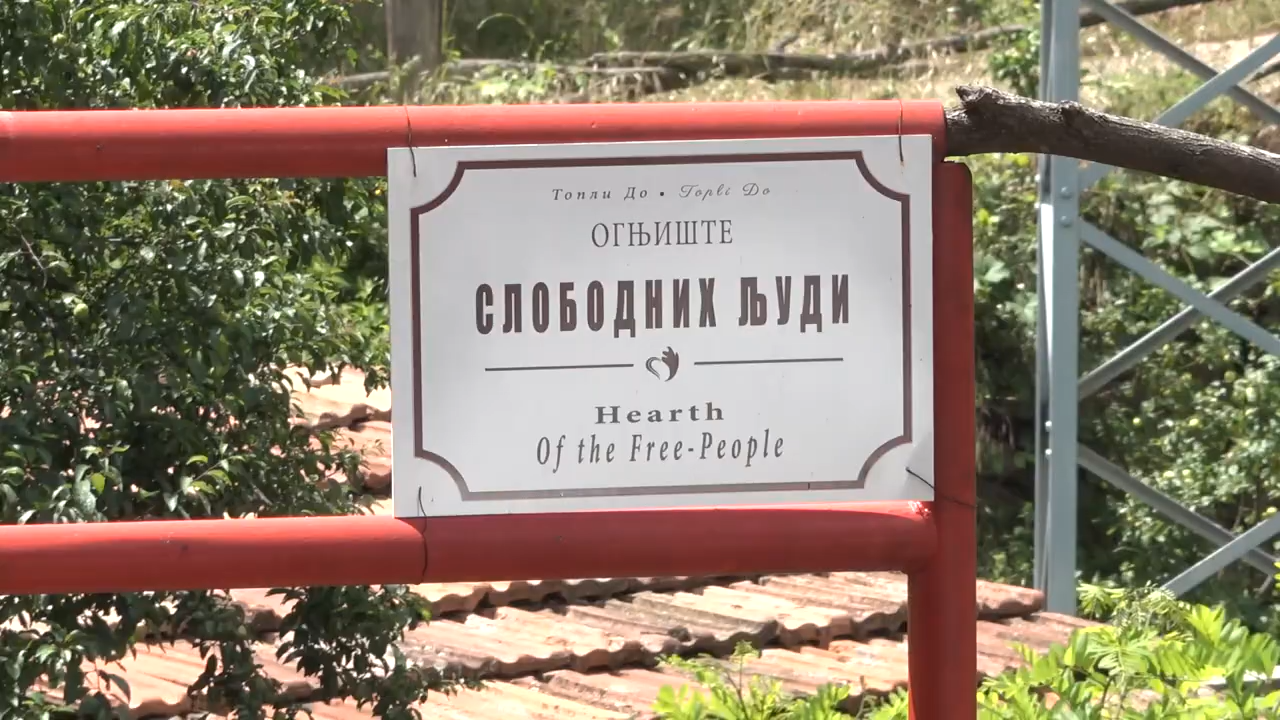 Топли До • Topli Do
ОГЊИШТЕ
СЛОБОДНИХ ЉУДИ
Hearth
Of the Free-People